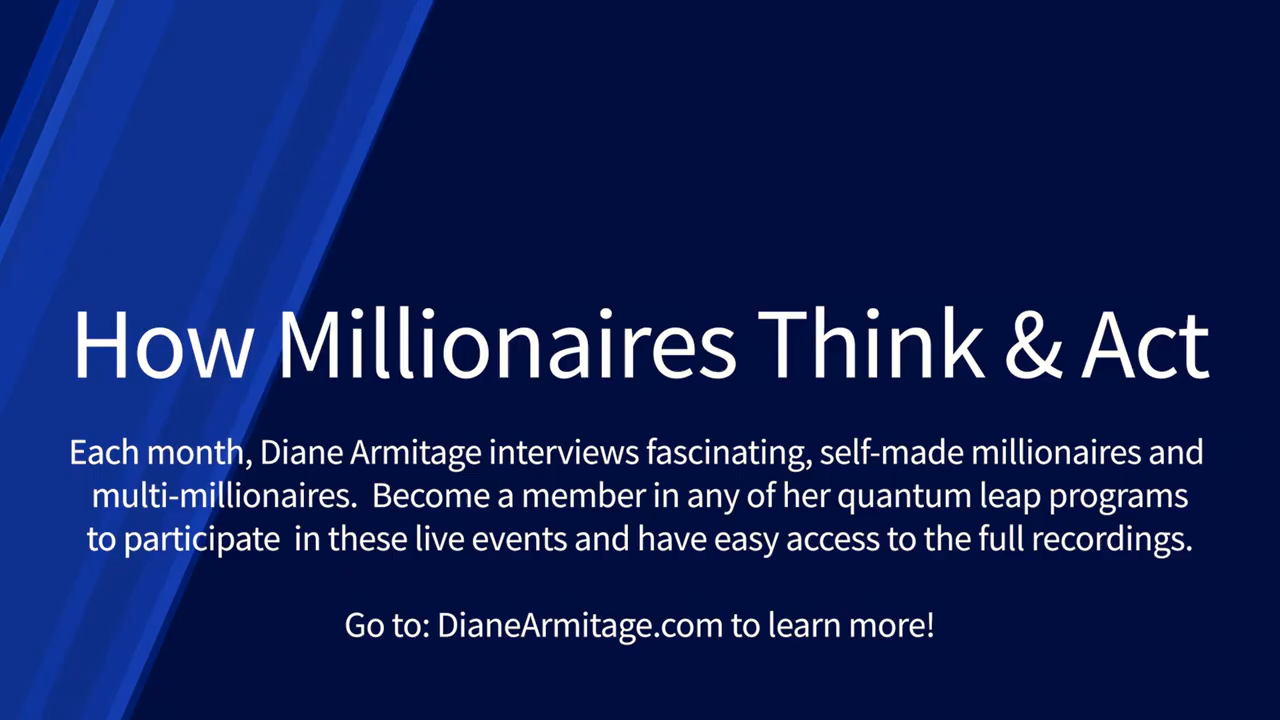 How Millionaires Think & Act
Each month, Diane Armitage interviews fascinating, self-made millionaires and
multi-millionaires.  Become a member in any of her quantum leap programs
to participate  in these live events and have easy access to the full recordings.
Go to: DianeArmitage.com to learn more!